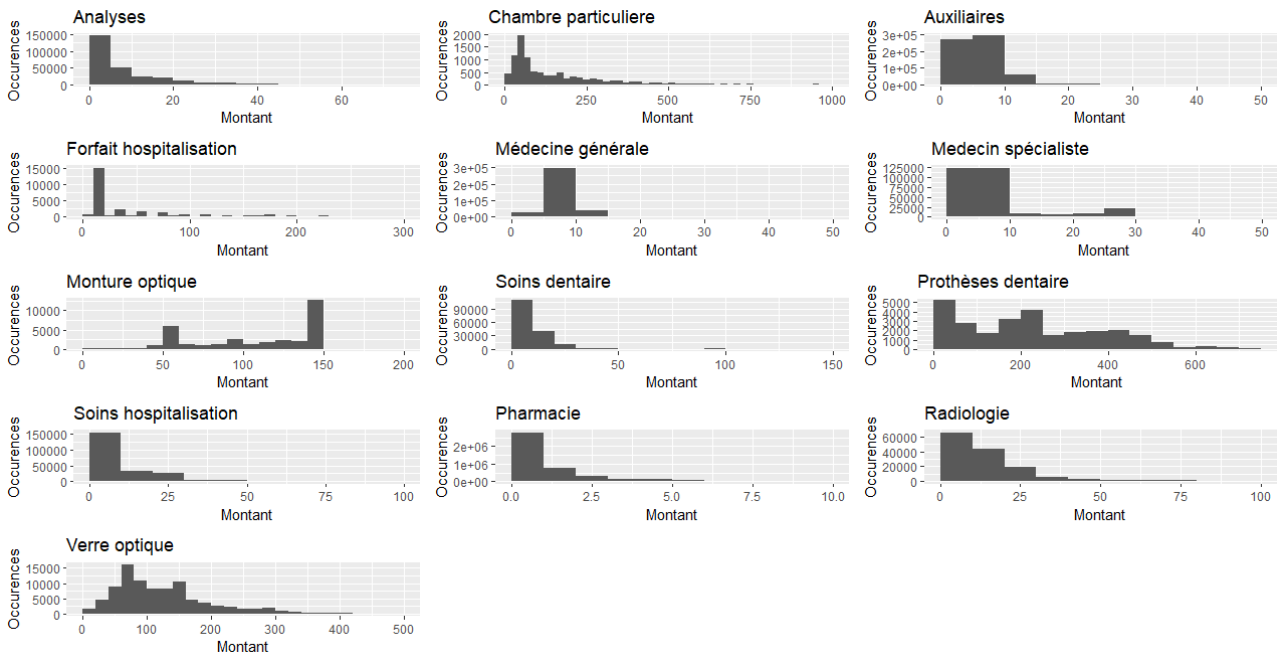 Analyses
Occurences
150000
100000
50000
0
0 20 40 60
Montant
Chambre particuliere
Occurences
2000
1500
1000
500
0
0 250 500 750 1000
Montant
Auxiliaires
Occurences
3e+05
2e+05
1e+05
0e+00
0 10 20 30 40 50
Montant
Forfait hospitalisation
Occurences
15000
10000
5000
0
0 100 200 300
Montant
Médecine générale
Occurences
3e+05
2e+05
1e+05
0e+00
0 10 20 30 40 50
Montant
Medecin spécialiste
Occurences
125000
100000
75000
50000
25000
0
0 10 20 30 40 50
Montant
Monture optique
Occurences
10000
5000
0
0 50 100 150 200
Montant
Soins dentaire
Occurences
90000
60000
30000
0
0 50 100 150
Montant
Prothèses dentaire
Occurences
5000
4000
3000
2000
1000
0
0 200 400 600
Montant
Soins hospitalisation
Occurences
150000
100000
50000
0
0 25 50 75 100
Montant
Pharmacie
Occurences
2e+06
1e+06
0e+00
0.0 2.5 5.0 7.5 10.0
Montant
Radiologie
Occurences
60000
40000
20000
0
0 25 50 75 100
Montant
Verre optique
Occurences
15000
10000
5000
0
0 100 200 300 400 500
Montant